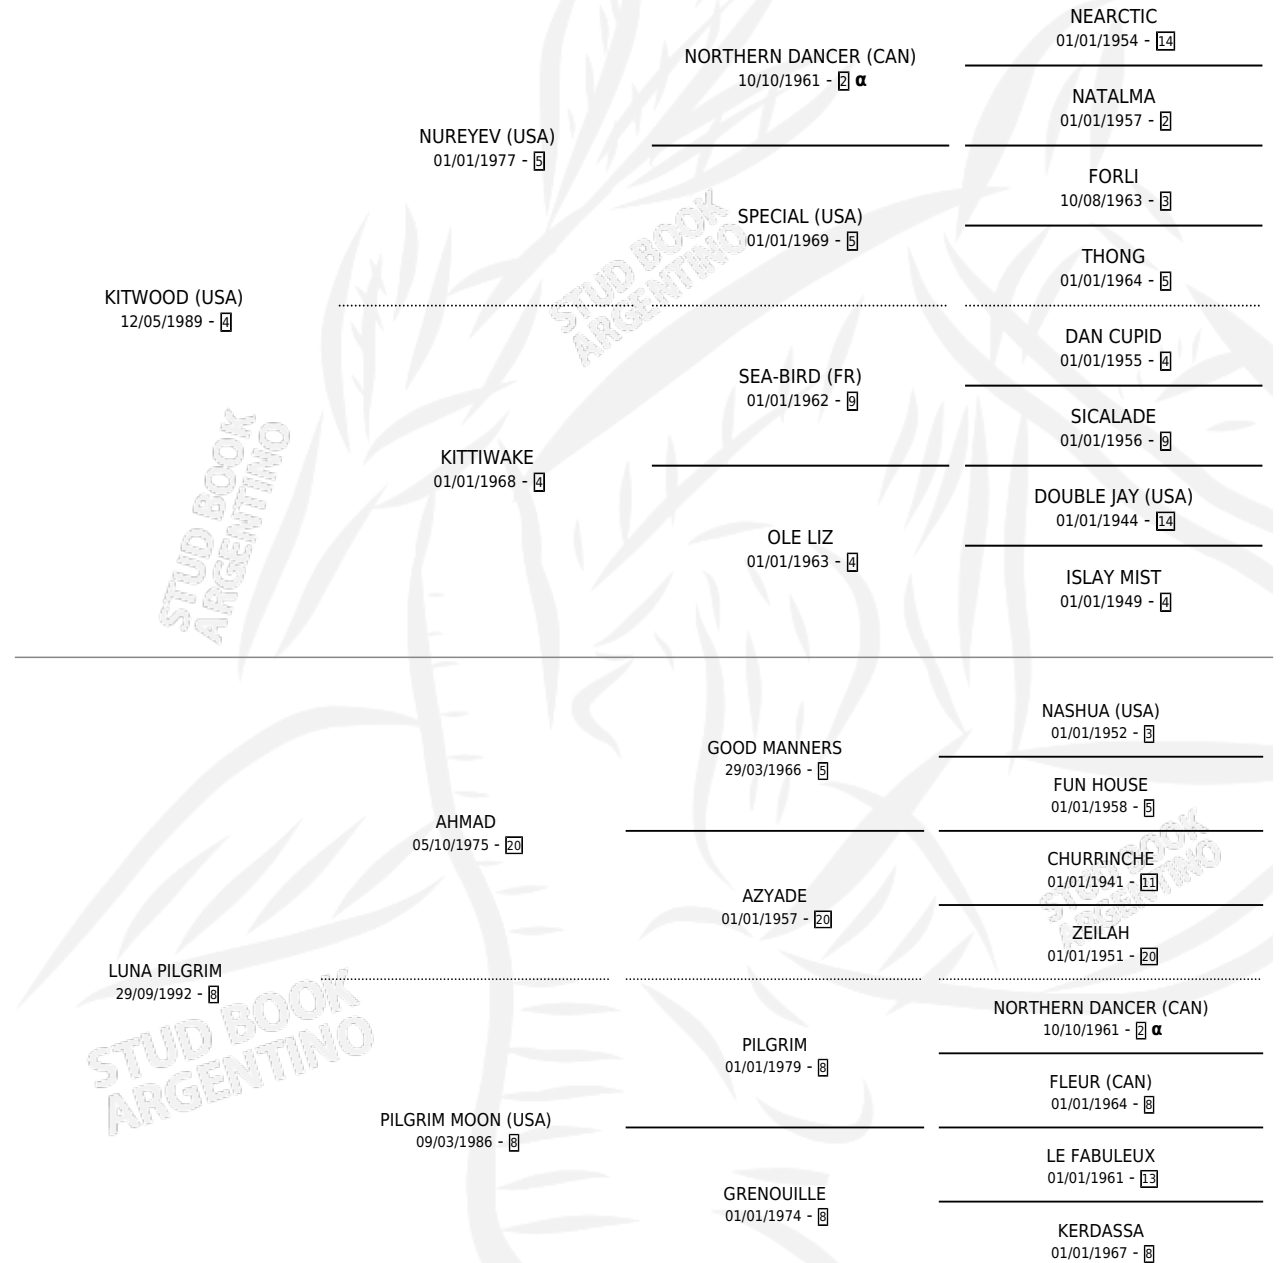 NEARCTIC
01/01/1954 - 14
NORTHERN DANCER (CAN)
10/10/1961 - 2 α
NATALMA
01/01/1957 - 2
NUREYEV (USA)
01/01/1977 - 5
FORLI
10/08/1963 - 3
SPECIAL (USA)
01/01/1969 - 5
THONG
01/01/1964 - 5
KITWOOD (USA)
12/05/1989 - 4
DAN CUPID
01/01/1955 - 4
SEA-BIRD (FR)
01/01/1962 - 9
SICALADE
01/01/1956 - 9
KITTIWAKE
01/01/1968 - 4
DOUBLE JAY (USA)
01/01/1944 - 14
OLE LIZ
01/01/1963 - 4
ISLAY MIST
01/01/1949 - 4
STUD BOOK
ARGENTINO
STUD BOOK
ARGENTINO
NASHUA (USA)
01/01/1952 - 3
GOOD MANNERS
29/03/1966 - 5
FUN HOUSE
01/01/1958 - 5
AHMAD
05/10/1975 - 20
CHURRINCHE
01/01/1941 - 11
AZYADE
01/01/1957 - 20
ZEILAH
01/01/1951 - 20
LUNA PILGRIM
29/09/1992 - 8
NORTHERN DANCER (CAN)
10/10/1961 - 2 α
PILGRIM
01/01/1979 - 8
FLEUR (CAN)
01/01/1964 - 8
PILGRIM MOON (USA)
09/03/1986 - 8
LE FABULEUX
01/01/1961 - 13
GRENOUILLE
01/01/1974 - 8
KERDASSA
01/01/1967 - 8
STUD BOOK
ARGENTINO
STUD BOOK
ARGENTINO